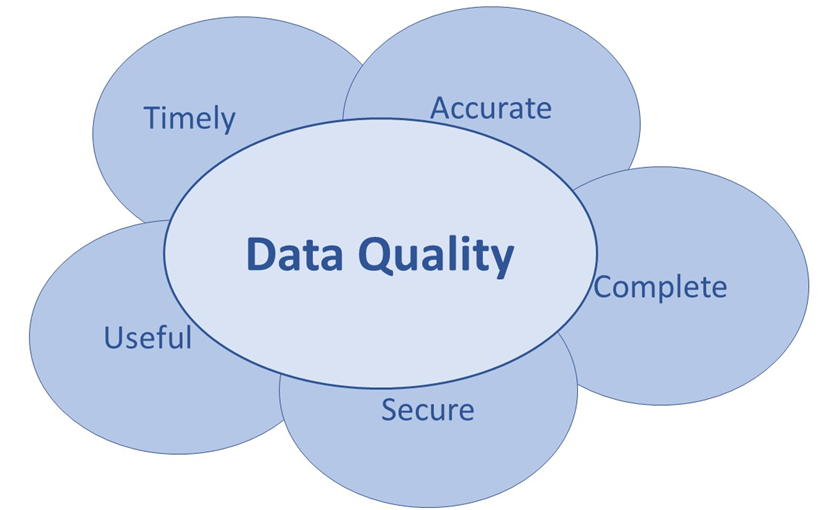 Timely
Accurate
Data Quality
Complete
Useful
Secure